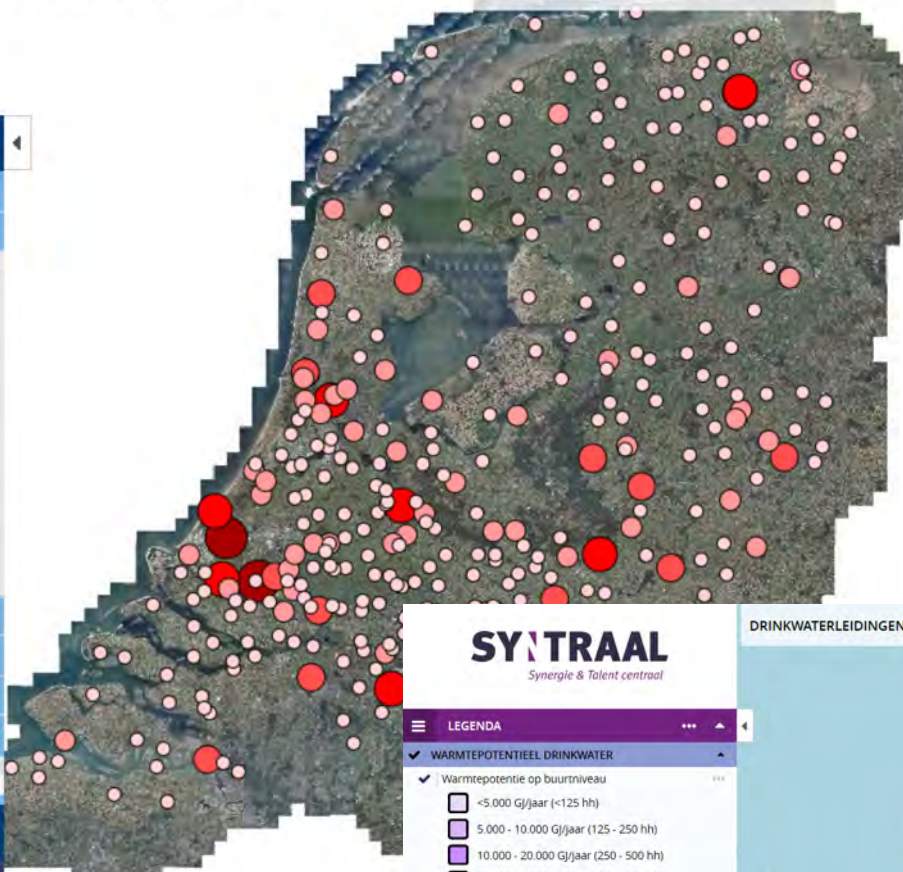 SYNTRAAL
Synergie & Talent centraal
DRINKWATERLEIDINGEN
LEGENDA
WARMTEPOTENTIEEL DRINKWATER
Warmtepotentie op buurtniveau
<5.000 GJ/jaar (<125 hh)
5.000 - 10.000 GJ/jaar (125 - 250 hh)
10.000 - 20.000 GJ/jaar (250 - 500 hh)